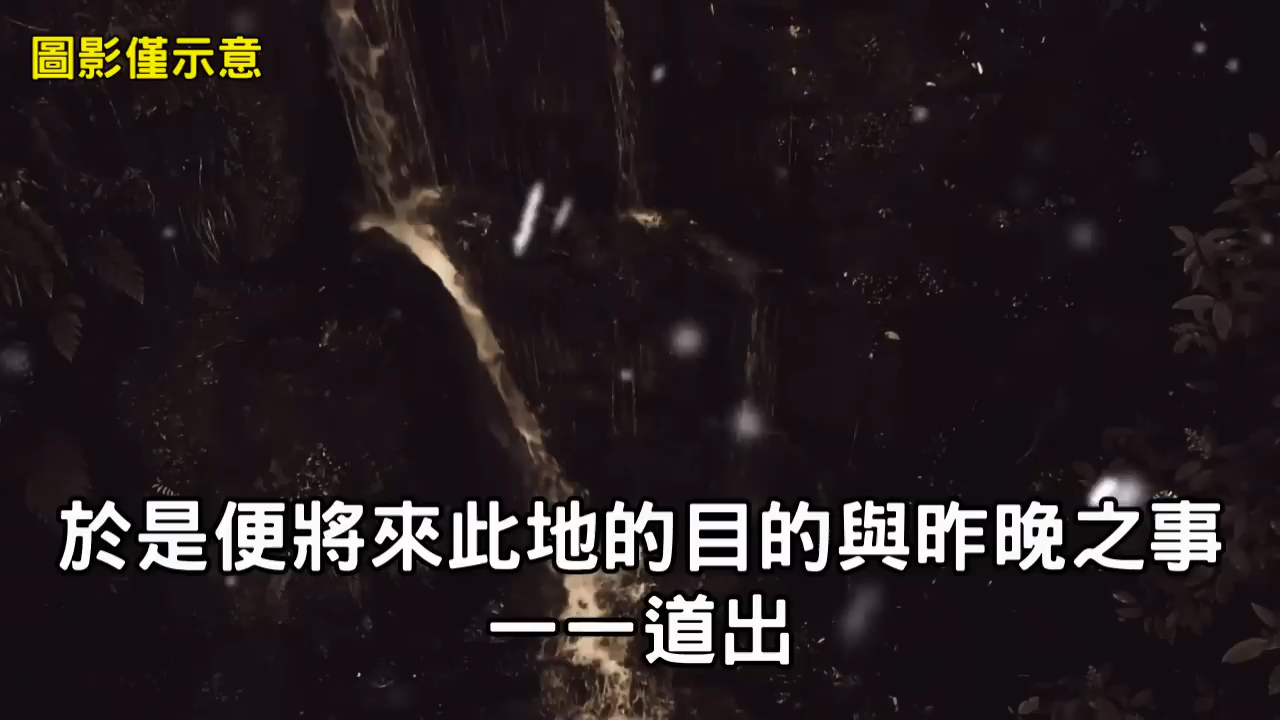 圖影僅示意
於是便將來此地的目的與昨晚之事
一一道出